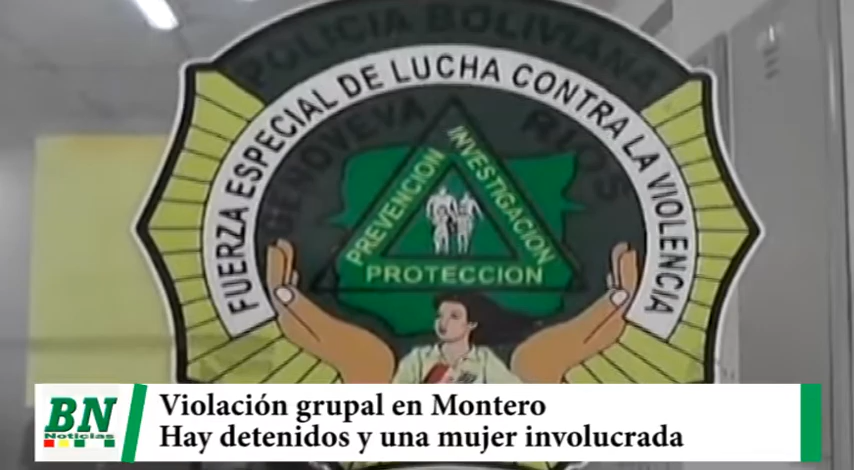 POLICIA BOLIVIANA
FUERZA ESPECIAL DE LUCHA CONTRA LA VIOLENCIA
GENOVEVA RIOS
PREVENCION
INVESTIGACION
PROTECCION
BN
Noticias
Violación grupal en Montero
Hay detenidos y una mujer involucrada